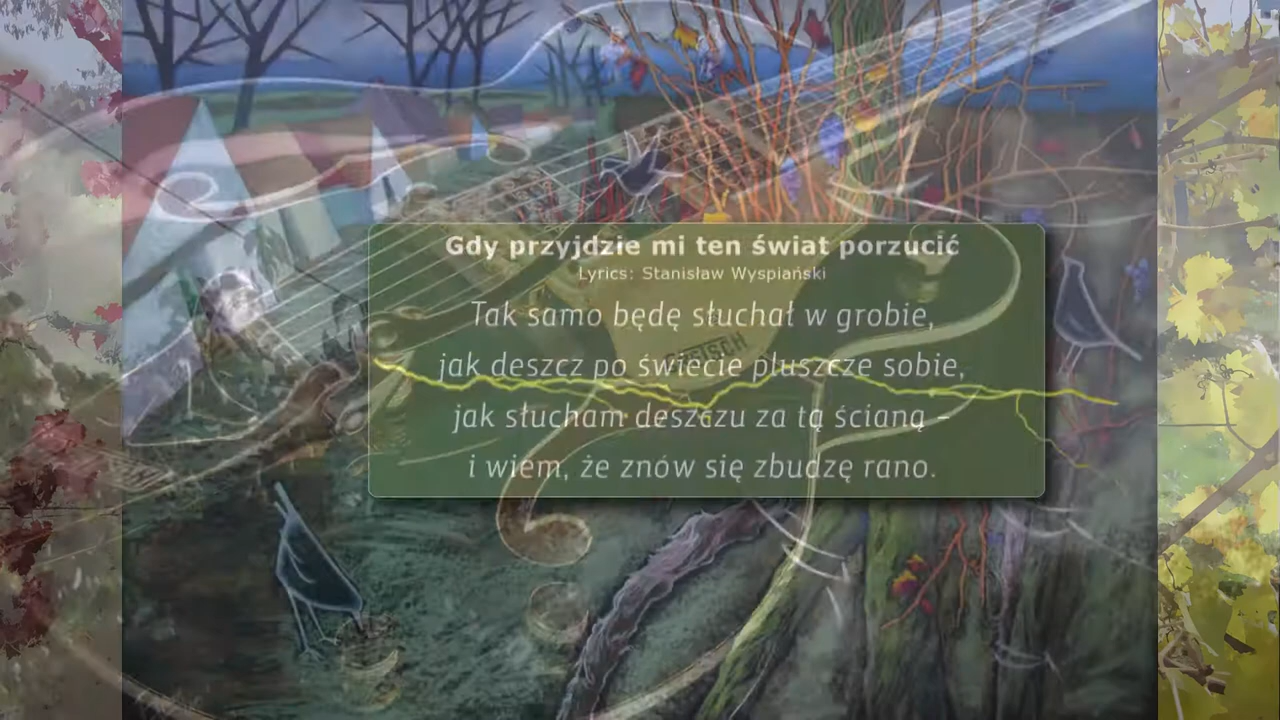 Gdy przyjdzie mi ten świat porzucić
Lyrics: Stanisław Wyspiański
Tak samo będę słuchał w grobie,
jak deszcz po świecie pluszcze sobie,
GRETSCH
jak słucham deszczu za tą ścianą –
i wiem, że znów się zbudzę rano.